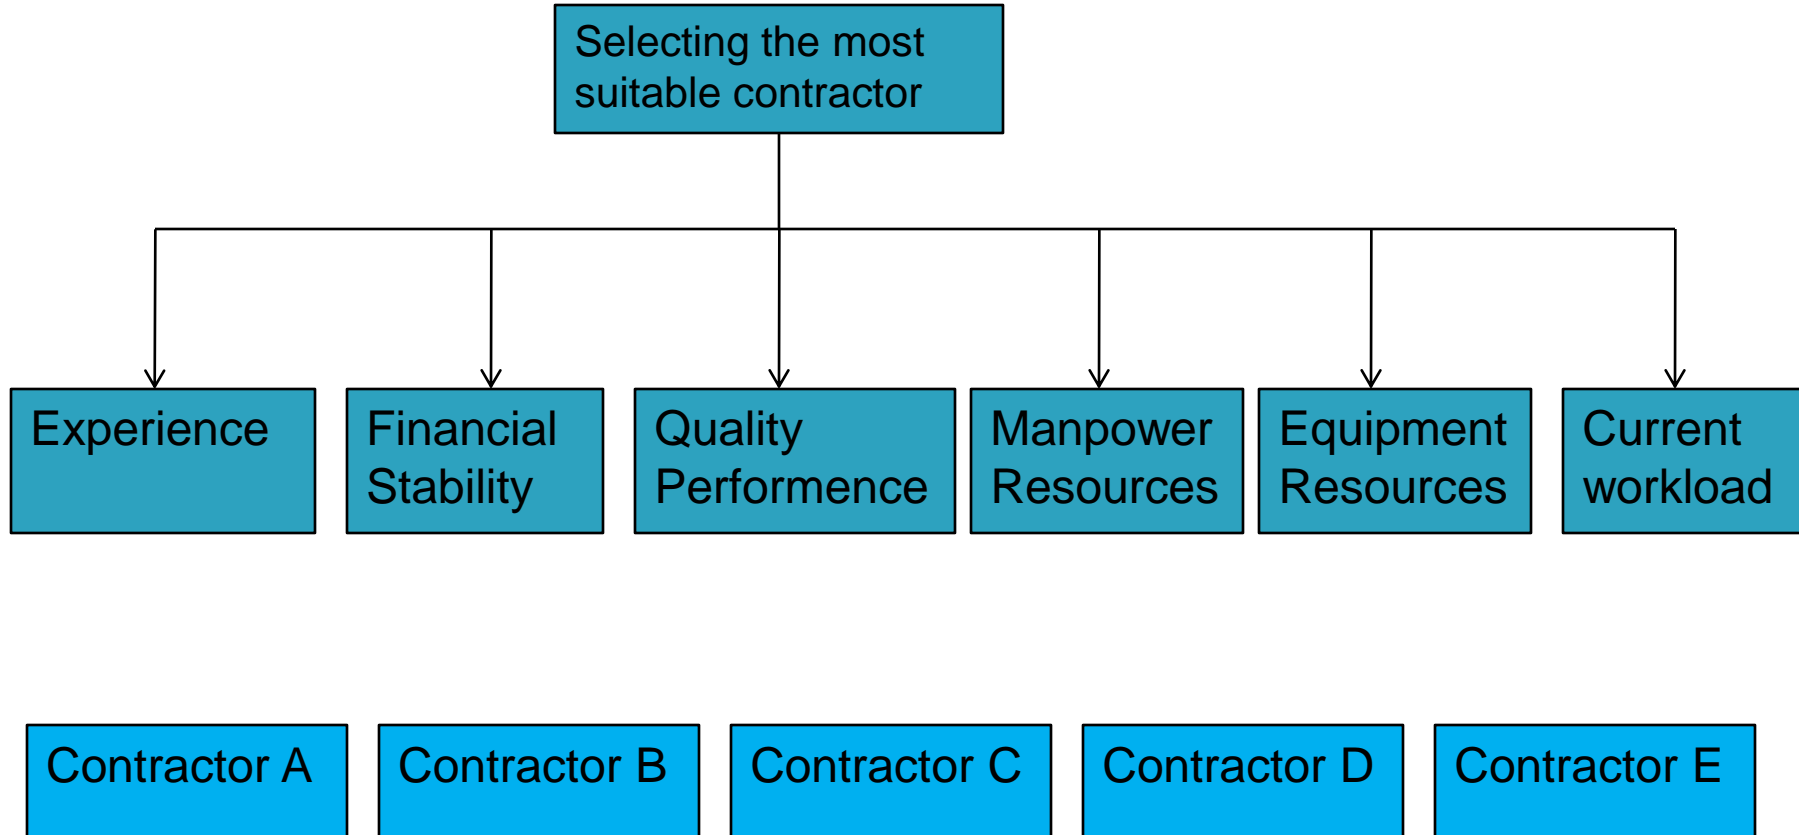 Selecting the most
suitable contractor
Experience
Financial
Stability
Quality
Performence
Manpower
Resources
Equipment
Resources
Current
workload
Contractor A
Contractor B
Contractor C
Contractor D
Contractor E